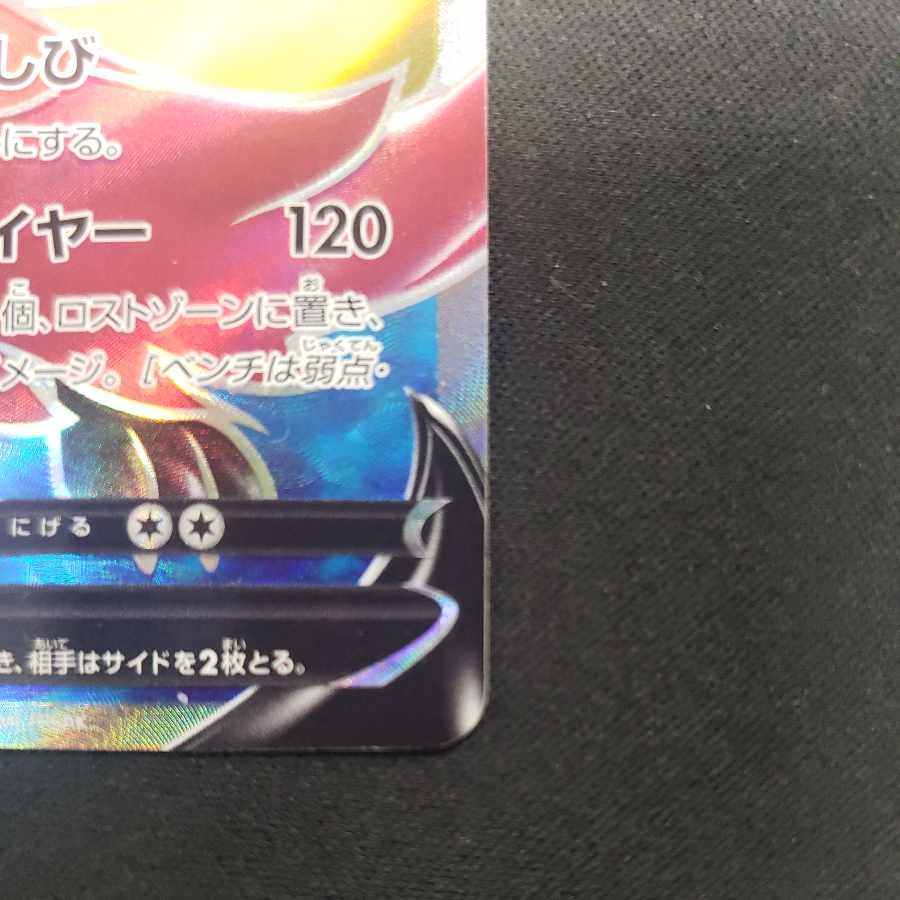 しび
にする。
イヤー 120
個、ロストゾーンに置き、
メージ。[ベンチは弱点・
にげる
き、相手はサイドを2枚とる。